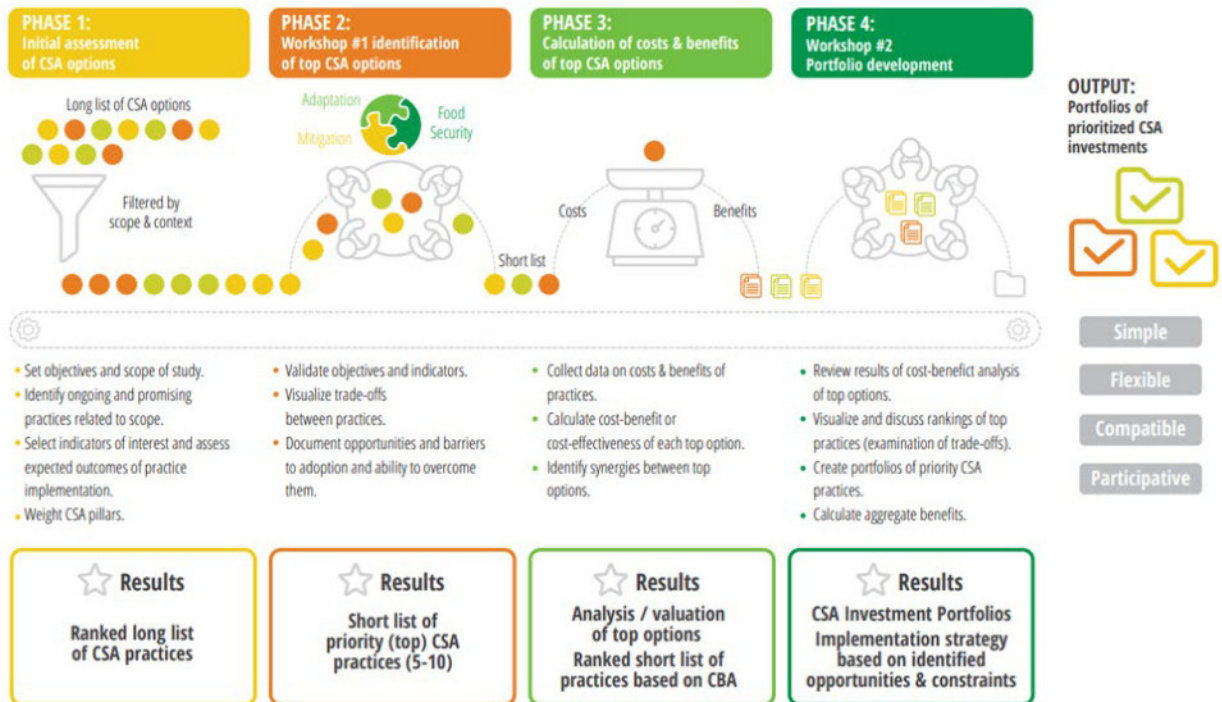 PHASE 1:
Initial assessment
of CSA options
PHASE 2:
Workshop #1 identification
of top CSA options
PHASE 3:
Calculation of costs & benefits
of top CSA options
PHASE 4:
Workshop #2
Portfolio development
OUTPUT:
Portfolios of
prioritized CSA
investments
Long list of CSA options
Filtered by
scope & context
Adaptation
Mitigation
Food
Security
Short list
Costs
Benefits
Simple
Flexible
Compatible
Participative
• Set objectives and scope of study.
• Identify ongoing and promising
practices related to scope.
• Select indicators of interest and assess
expected outcomes of practice
implementation.
• Weight CSA pillars.
• Validate objectives and indicators.
• Visualize trade-offs
between practices.
• Document opportunities and barriers
to adoption and ability to overcome
them.
• Collect data on costs & benefits of
practices.
• Calculate cost-benefit or
cost-effectiveness of each top option.
• Identify synergies between top
options.
• Review results of cost-benefict analysis
of top options.
• Visualize and discuss rankings of top
practices (examination of trade-offs).
• Create portfolios of priority CSA
practices.
• Calculate aggregate benefits.
Results
Ranked long list
of CSA practices
Results
Short list of
priority (top) CSA
practices (5-10)
Results
Analysis / valuation
of top options
Ranked short list of
practices based on CBA
Results
CSA Investment Portfolios
Implementation strategy
based on identified
opportunities & constraints